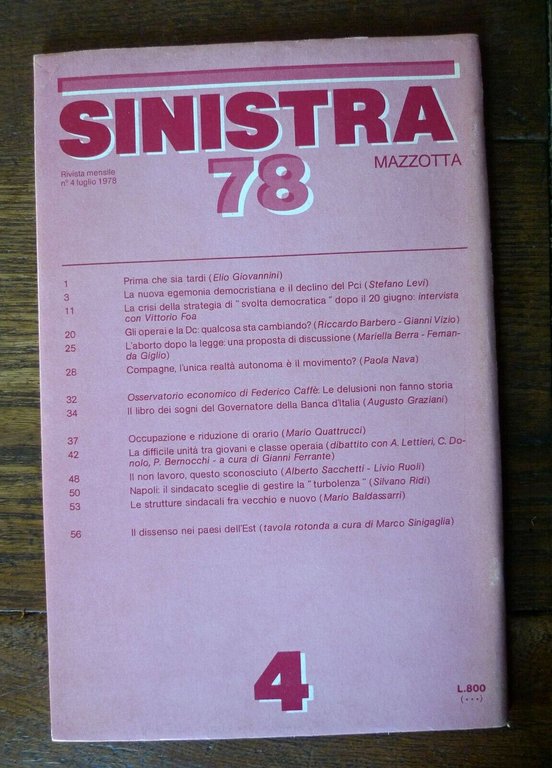 SINISTRA
78
MAZZOTTA
Rivista mensile
n° 4 luglio 1978
1 Prima che sia tardi (Elio Giovannini)
3 La nuova egemonia democristiana e il declino del Pci (Stefano Levi)
11 La crisi della strategia di "svolta democratica" dopo il 20 giugno: intervista
con Vittorio Foa
20 Gli operai e la Dc: qualcosa sta cambiando? (Riccardo Barbero - Gianni Vizio)
25 L'aborto dopo la legge: una proposta di discussione (Mariella Berra - Fernan-
da Giglio)
28 Compagne, l'unica realtà autonoma è il movimento? (Paola Nava)
32 Osservatorio economico di Federico Caffè: Le delusioni non fanno storia
34 Il libro dei sogni del Governatore della Banca d'Italia (Augusto Graziani)
37 Occupazione e riduzione di orario (Mario Quattrucci)
42 La difficile unità tra giovani e classe operaia (dibattito con A. Lettieri, C. Do-
nolo, P. Bernocchi - a cura di Gianni Ferrante)
48 Il non lavoro, questo sconosciuto (Alberto Sacchetti - Livio Ruoli)
50 Napoli: il sindacato sceglie di gestire la "turbolenza" (Silvano Ridi)
53 Le strutture sindacali fra vecchio e nuovo (Mario Baldassarri)
56 Il dissenso nei paesi dell'Est (tavola rotonda a cura di Marco Sinigaglia)
4
L.800
(•••)